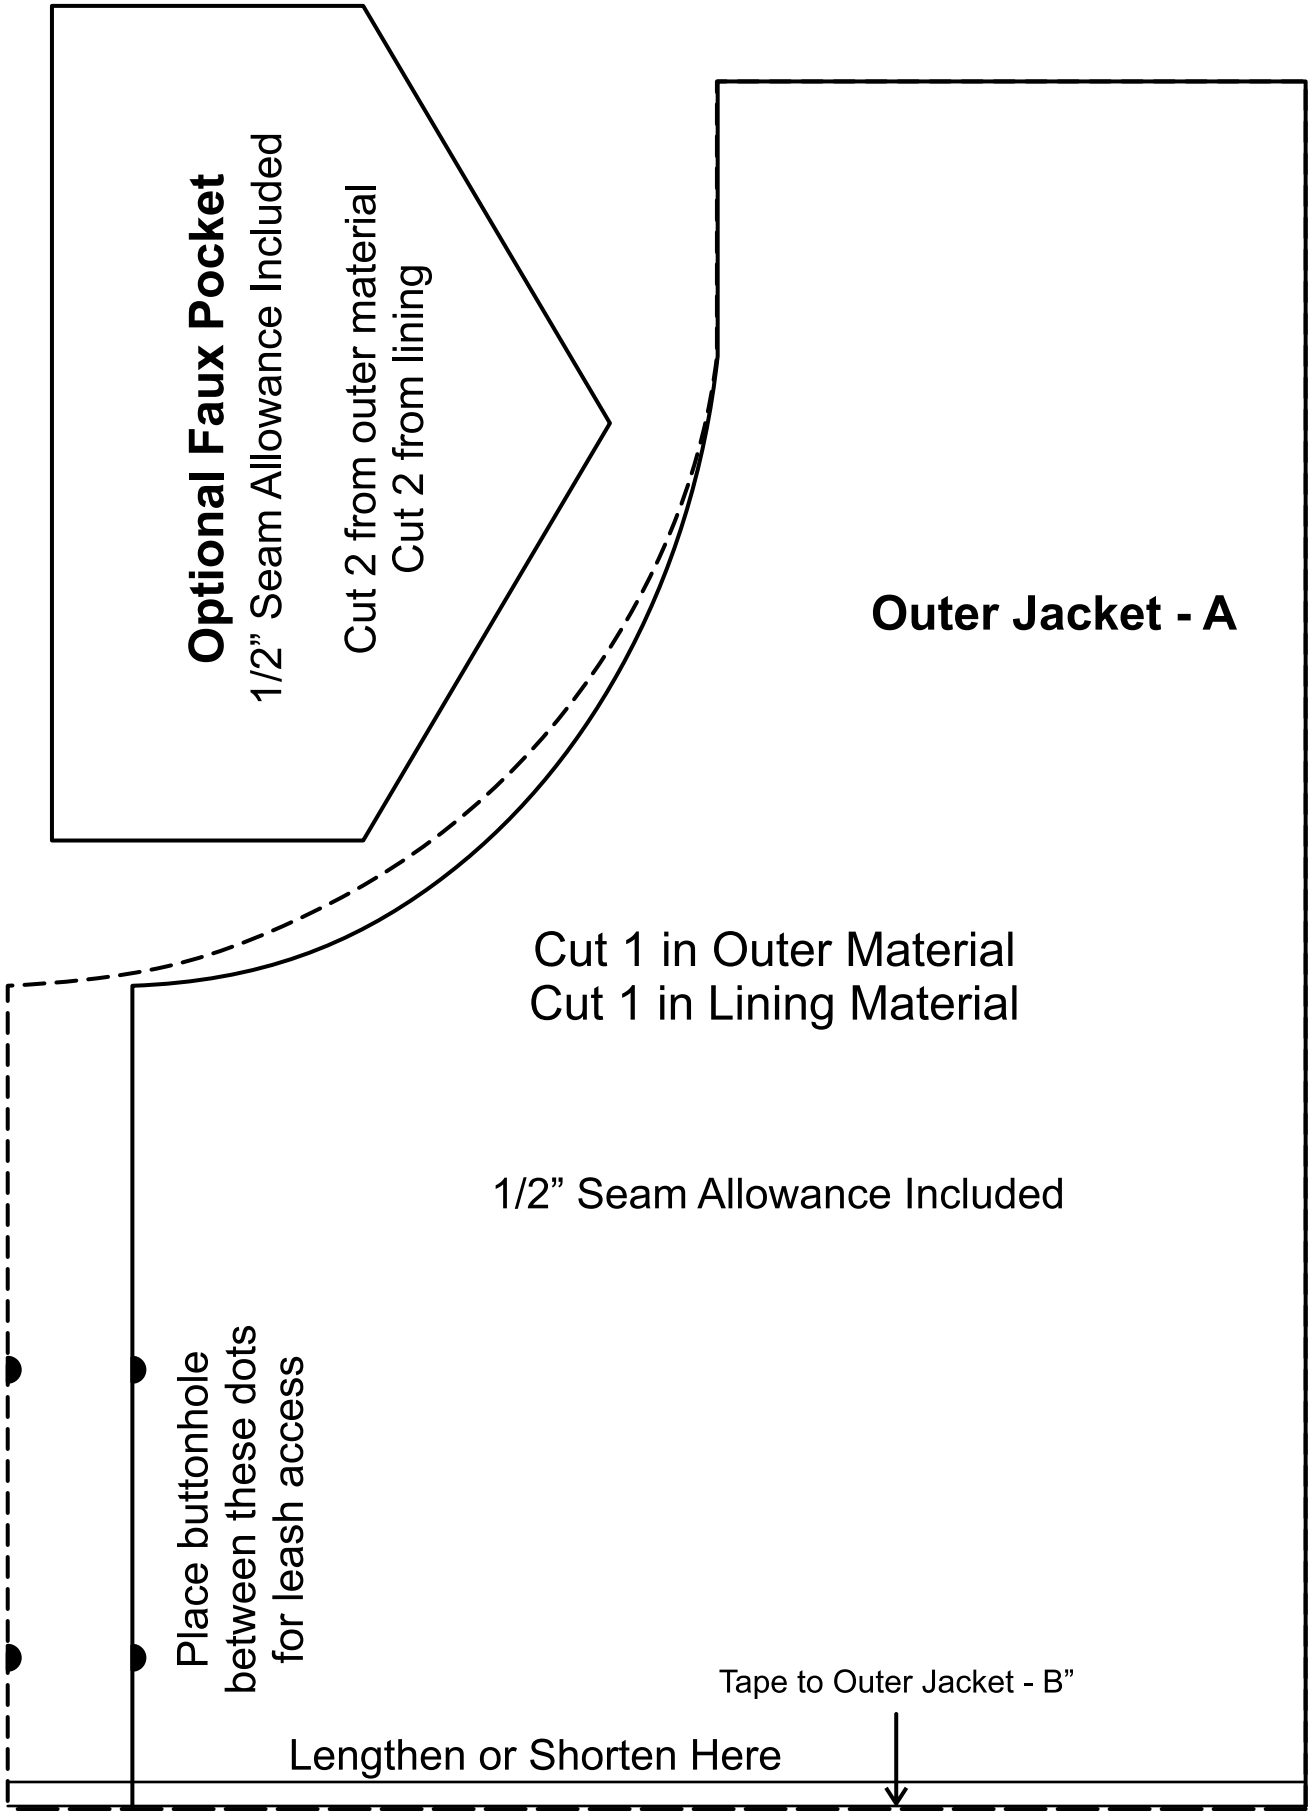 Optional Faux Pocket
1/2” Seam Allowance Included
Cut 2 from outer material
Cut 2 from lining
Outer Jacket - A
Cut 1 in Outer Material
Cut 1 in Lining Material
1/2” Seam Allowance Included
Place buttonhole
between these dots
for leash access
Tape to Outer Jacket - B”
Lengthen or Shorten Here